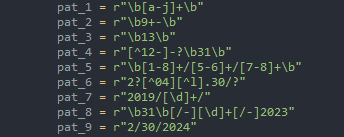 pat_1 = r"\b[a-j]+\b"
pat_2 = r"\b9+-\b"
pat_3 = r"\b13\b"
pat_4 = r"[^12-]-?\b31\b"
pat_5 = r"\b[1-8]+/[5-6]+/[7-8]+\b"
pat_6 = r"2?[^04][^l].30/?"
pat_7 = r"2019/[\d]+/"
pat_8 = r"\b31\b[/-][\d]+[/-]2023"
pat_9 = r"2/30/2024"